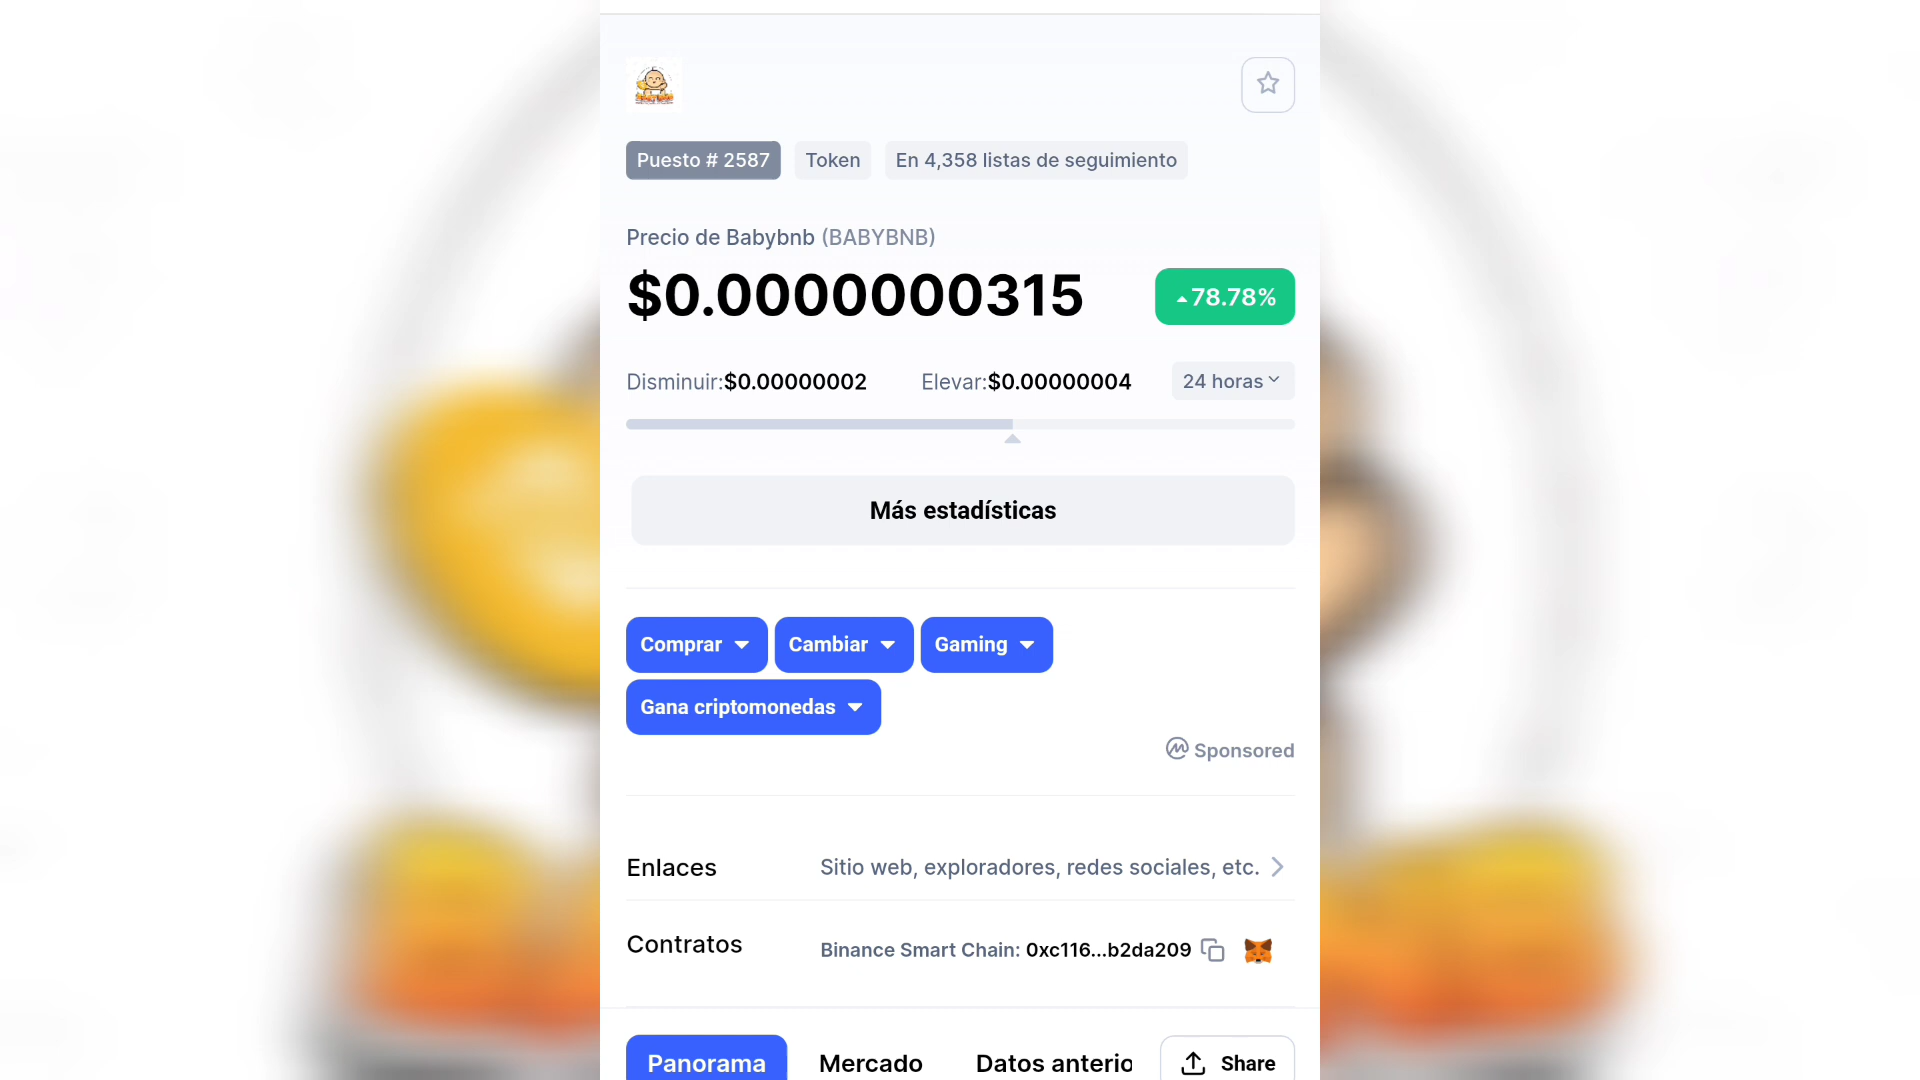 Puesto # 2587 Token En 4,358 listas de seguimiento
Precio de Babybnb (BABYBNB)
$0.0000000315 78.78%
Disminuir:$0.00000002 Elevar:$0.00000004 24 horas
Más estadísticas
Comprar Cambiar Gaming
Gana criptomonedas
Sponsored
Enlaces Sitio web, exploradores, redes sociales, etc.
Contratos Binance Smart Chain: 0xc116...b2da209
Panorama Mercado Datos anterio Share